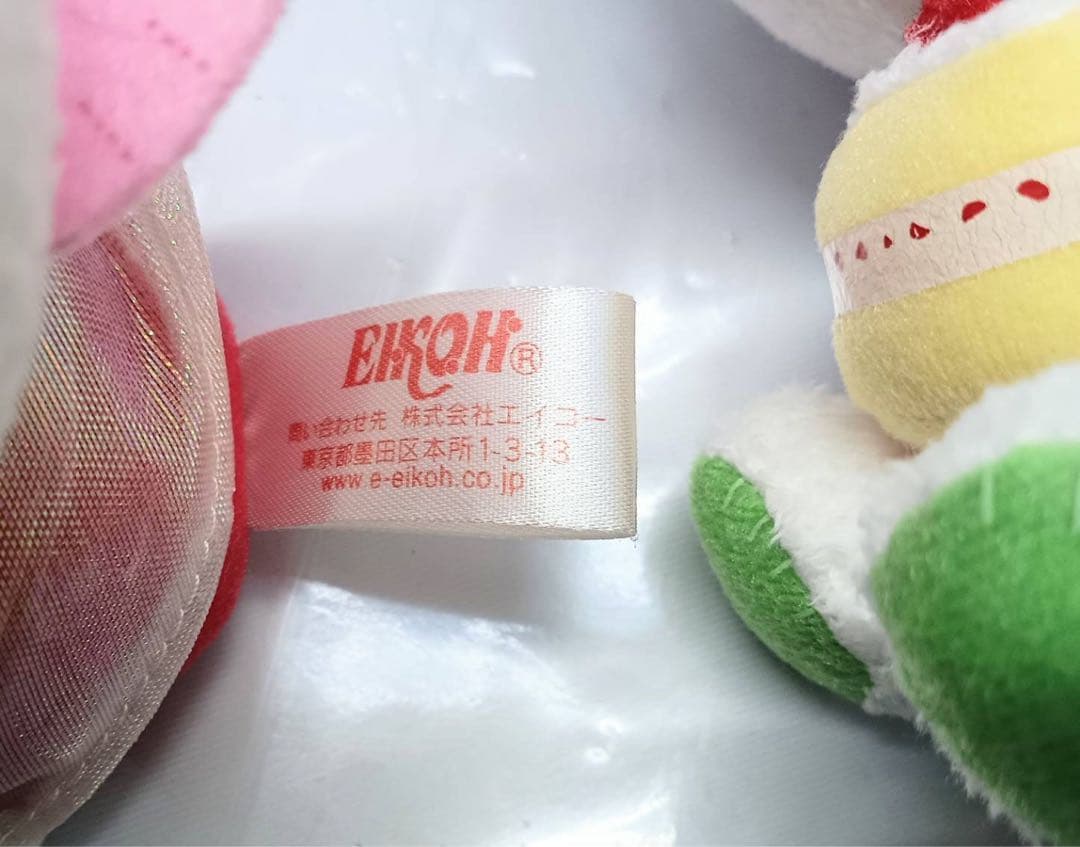 EIKOH®
問い合わせ先 株式会社エイコー
東京都墨田区本所1-3-13
www e-eikoh.co.jp